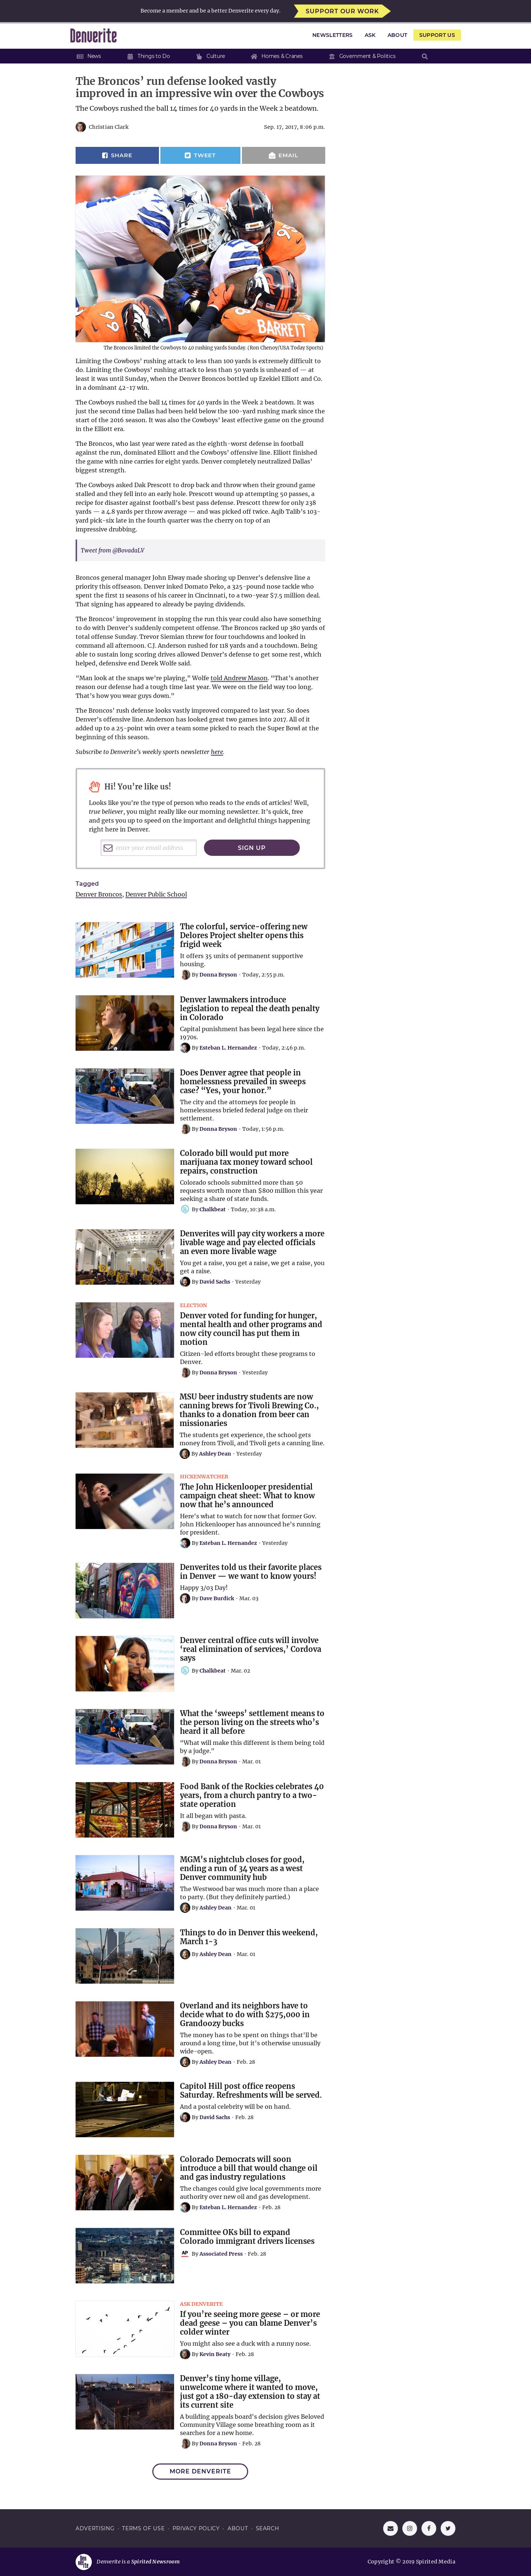 Become a member and be a better Denverite every day.
SUPPORT OUR WORK
Denverite
NEWSLETTERS ASK ABOUT SUPPORT US
News Things to Do Culture Homes & Cranes Government & Politics
The Broncos’ run defense looked vastly
improved in an impressive win over the Cowboys
The Cowboys rushed the ball 14 times for 40 yards in the Week 2 beatdown.
Christian Clark
Sep. 17, 2017, 8:06 p.m.
SHARE TWEET EMAIL
BARRETT
The Broncos limited the Cowboys to 40 rushing yards Sunday. (Ron Chenoy/USA Today Sports)
Limiting the Cowboys’ rushing attack to less than 100 yards is extremely difficult to
do. Limiting the Cowboys’ rushing attack to less than 50 yards is unheard of — at
least it was until Sunday, when the Denver Broncos bottled up Ezekiel Elliott and Co.
in a dominant 42-17 win.
The Cowboys rushed the ball 14 times for 40 yards in the Week 2 beatdown. It was
just the second time Dallas had been held below the 100-yard rushing mark since the
start of the 2016 season. It was also the Cowboys’ least effective game on the ground
in the Elliott era.
The Broncos, who last year were rated as the eighth-worst defense in football
against the run, dominated Elliott and the Cowboys’ offensive line. Elliott finished
the game with nine carries for eight yards. Denver completely neutralized Dallas’
biggest strength.
The Cowboys asked Dak Prescott to drop back and throw when their ground game
stalled and they fell into an early hole. Prescott wound up attempting 50 passes, a
recipe for disaster against football’s best pass defense. Prescott threw for only 238
yards — a 4.8 yards per throw average — and was picked off twice. Aqib Talib’s 103-
yard pick-six late in the fourth quarter was the cherry on top of an
impressive drubbing.
Tweet from @BovadaLV
Broncos general manager John Elway made shoring up Denver’s defensive line a
priority this offseason. Denver inked Domato Peko, a 325-pound nose tackle who
spent the first 11 seasons of his career in Cincinnati, to a two-year $7.5 million deal.
That signing has appeared to already be paying dividends.
The Broncos’ improvement in stopping the run this year could also have something
to do with Denver’s suddenly competent offense. The Broncos racked up 380 yards of
offense Sunday. Trevor Siemian threw for four touchdowns and looked in
command all afternoon. C.J. Anderson rushed for 118 yards and a touchdown. Being
able to sustain long scoring drives allowed Denver’s defense to get some rest, which
helped, defensive end Derek Wolfe said.
“Man look at the snaps we’re playing,” Wolfe told Andrew Mason. “That’s another
reason our defense had a tough time last year. We were on the field way too long.
That’s how you wear guys down.”
The Broncos’ rush defense looks vastly improved compared to last year. So does
Denver’s offensive line. Anderson has looked great two games into 2017. All of it
added up to a 25-point win over a team some picked to reach the Super Bowl at the
beginning of this season.
Subscribe to Denverite’s weekly sports newsletter here.
Hi! You’re like us!
Looks like you’re the type of person who reads to the ends of articles! Well,
true believer, you might really like our morning newsletter. It’s quick, free
and gets you up to speed on the important and delightful things happening
right here in Denver.
enter your email address
SIGN UP
Tagged
Denver Broncos, Denver Public School
The colorful, service-offering new
Delores Project shelter opens this
frigid week
It offers 35 units of permanent supportive
housing.
By Donna Bryson · Today, 2:55 p.m.
Denver lawmakers introduce
legislation to repeal the death penalty
in Colorado
Capital punishment has been legal here since the
1970s.
By Esteban L. Hernandez · Today, 2:46 p.m.
Does Denver agree that people in
homelessness prevailed in sweeps
case? “Yes, your honor.”
The city and the attorneys for people in
homelessness briefed federal judge on their
settlement.
By Donna Bryson · Today, 1:56 p.m.
Colorado bill would put more
marijuana tax money toward school
repairs, construction
Colorado schools submitted more than 50
requests worth more than $800 million this year
seeking a share of state funds.
By Chalkbeat · Today, 10:38 a.m.
Denverites will pay city workers a more
livable wage and pay elected officials
an even more livable wage
You get a raise, you get a raise, we get a raise, you
get a raise.
By David Sachs · Yesterday
ELECTION
Denver voted for funding for hunger,
mental health and other programs and
now city council has put them in
motion
Citizen-led efforts brought these programs to
Denver.
By Donna Bryson · Yesterday
MSU beer industry students are now
canning brews for Tivoli Brewing Co.,
thanks to a donation from beer can
missionaries
The students get experience, the school gets
money from Tivoli, and Tivoli gets a canning line.
By Ashley Dean · Yesterday
HICKENWATCHER
The John Hickenlooper presidential
campaign cheat sheet: What to know
now that he’s announced
Here’s what to watch for now that former Gov.
John Hickenlooper has announced he’s running
for president.
By Esteban L. Hernandez · Yesterday
Denverites told us their favorite places
in Denver — we want to know yours!
Happy 3/03 Day!
By Dave Burdick · Mar. 03
Denver central office cuts will involve
‘real elimination of services,’ Cordova
says
By Chalkbeat · Mar. 02
What the ‘sweeps’ settlement means to
the person living on the streets who’s
heard it all before
“What will make this different is them being told
by a judge.”
By Donna Bryson · Mar. 01
Food Bank of the Rockies celebrates 40
years, from a church pantry to a two-
state operation
It all began with pasta.
By Donna Bryson · Mar. 01
MGM’s nightclub closes for good,
ending a run of 34 years as a west
Denver community hub
The Westwood bar was much more than a place
to party. (But they definitely partied.)
By Ashley Dean · Mar. 01
Things to do in Denver this weekend,
March 1-3
By Ashley Dean · Mar. 01
Overland and its neighbors have to
decide what to do with $275,000 in
Grandoozy bucks
The money has to be spent on things that’ll be
around a long time, but it’s otherwise unusually
wide-open.
By Ashley Dean · Feb. 28
Capitol Hill post office reopens
Saturday. Refreshments will be served.
And a postal celebrity will be on hand.
By David Sachs · Feb. 28
Colorado Democrats will soon
introduce a bill that would change oil
and gas industry regulations
The changes could give local governments more
authority over new oil and gas development.
By Esteban L. Hernandez · Feb. 28
Committee OKs bill to expand
Colorado immigrant drivers licenses
AP By Associated Press · Feb. 28
ASK DENVERITE
If you’re seeing more geese – or more
dead geese – you can blame Denver’s
colder winter
You might also see a duck with a runny nose.
By Kevin Beaty · Feb. 28
Denver’s tiny home village,
unwelcome where it wanted to move,
just got a 180-day extension to stay at
its current site
A building appeals board’s decision gives Beloved
Community Village some breathing room as it
searches for a new home.
By Donna Bryson · Feb. 28
MORE DENVERITE
ADVERTISING · TERMS OF USE · PRIVACY POLICY · ABOUT · SEARCH
Denverite is a Spirited Newsroom
Copyright © 2019 Spirited Media